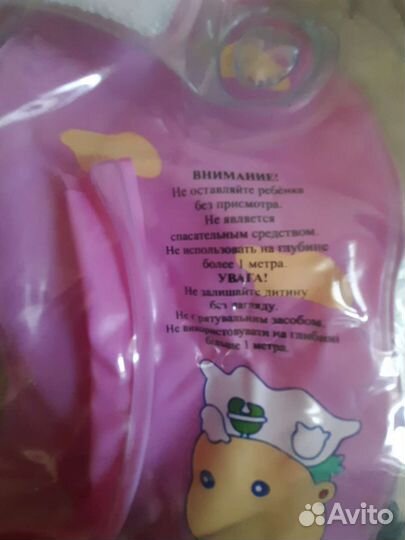 ВНИМАНИЕ!
Не оставляйте ребёнка
без присмотра.
Не является
спасательным средством.
Не использовать на глубине
более 1 метра.
УВАГА!
Не залишайте дитину
без нагляду.
Не є рятувальним засобом.
Не використовувати на глибині
більше 1 метра.
Avito